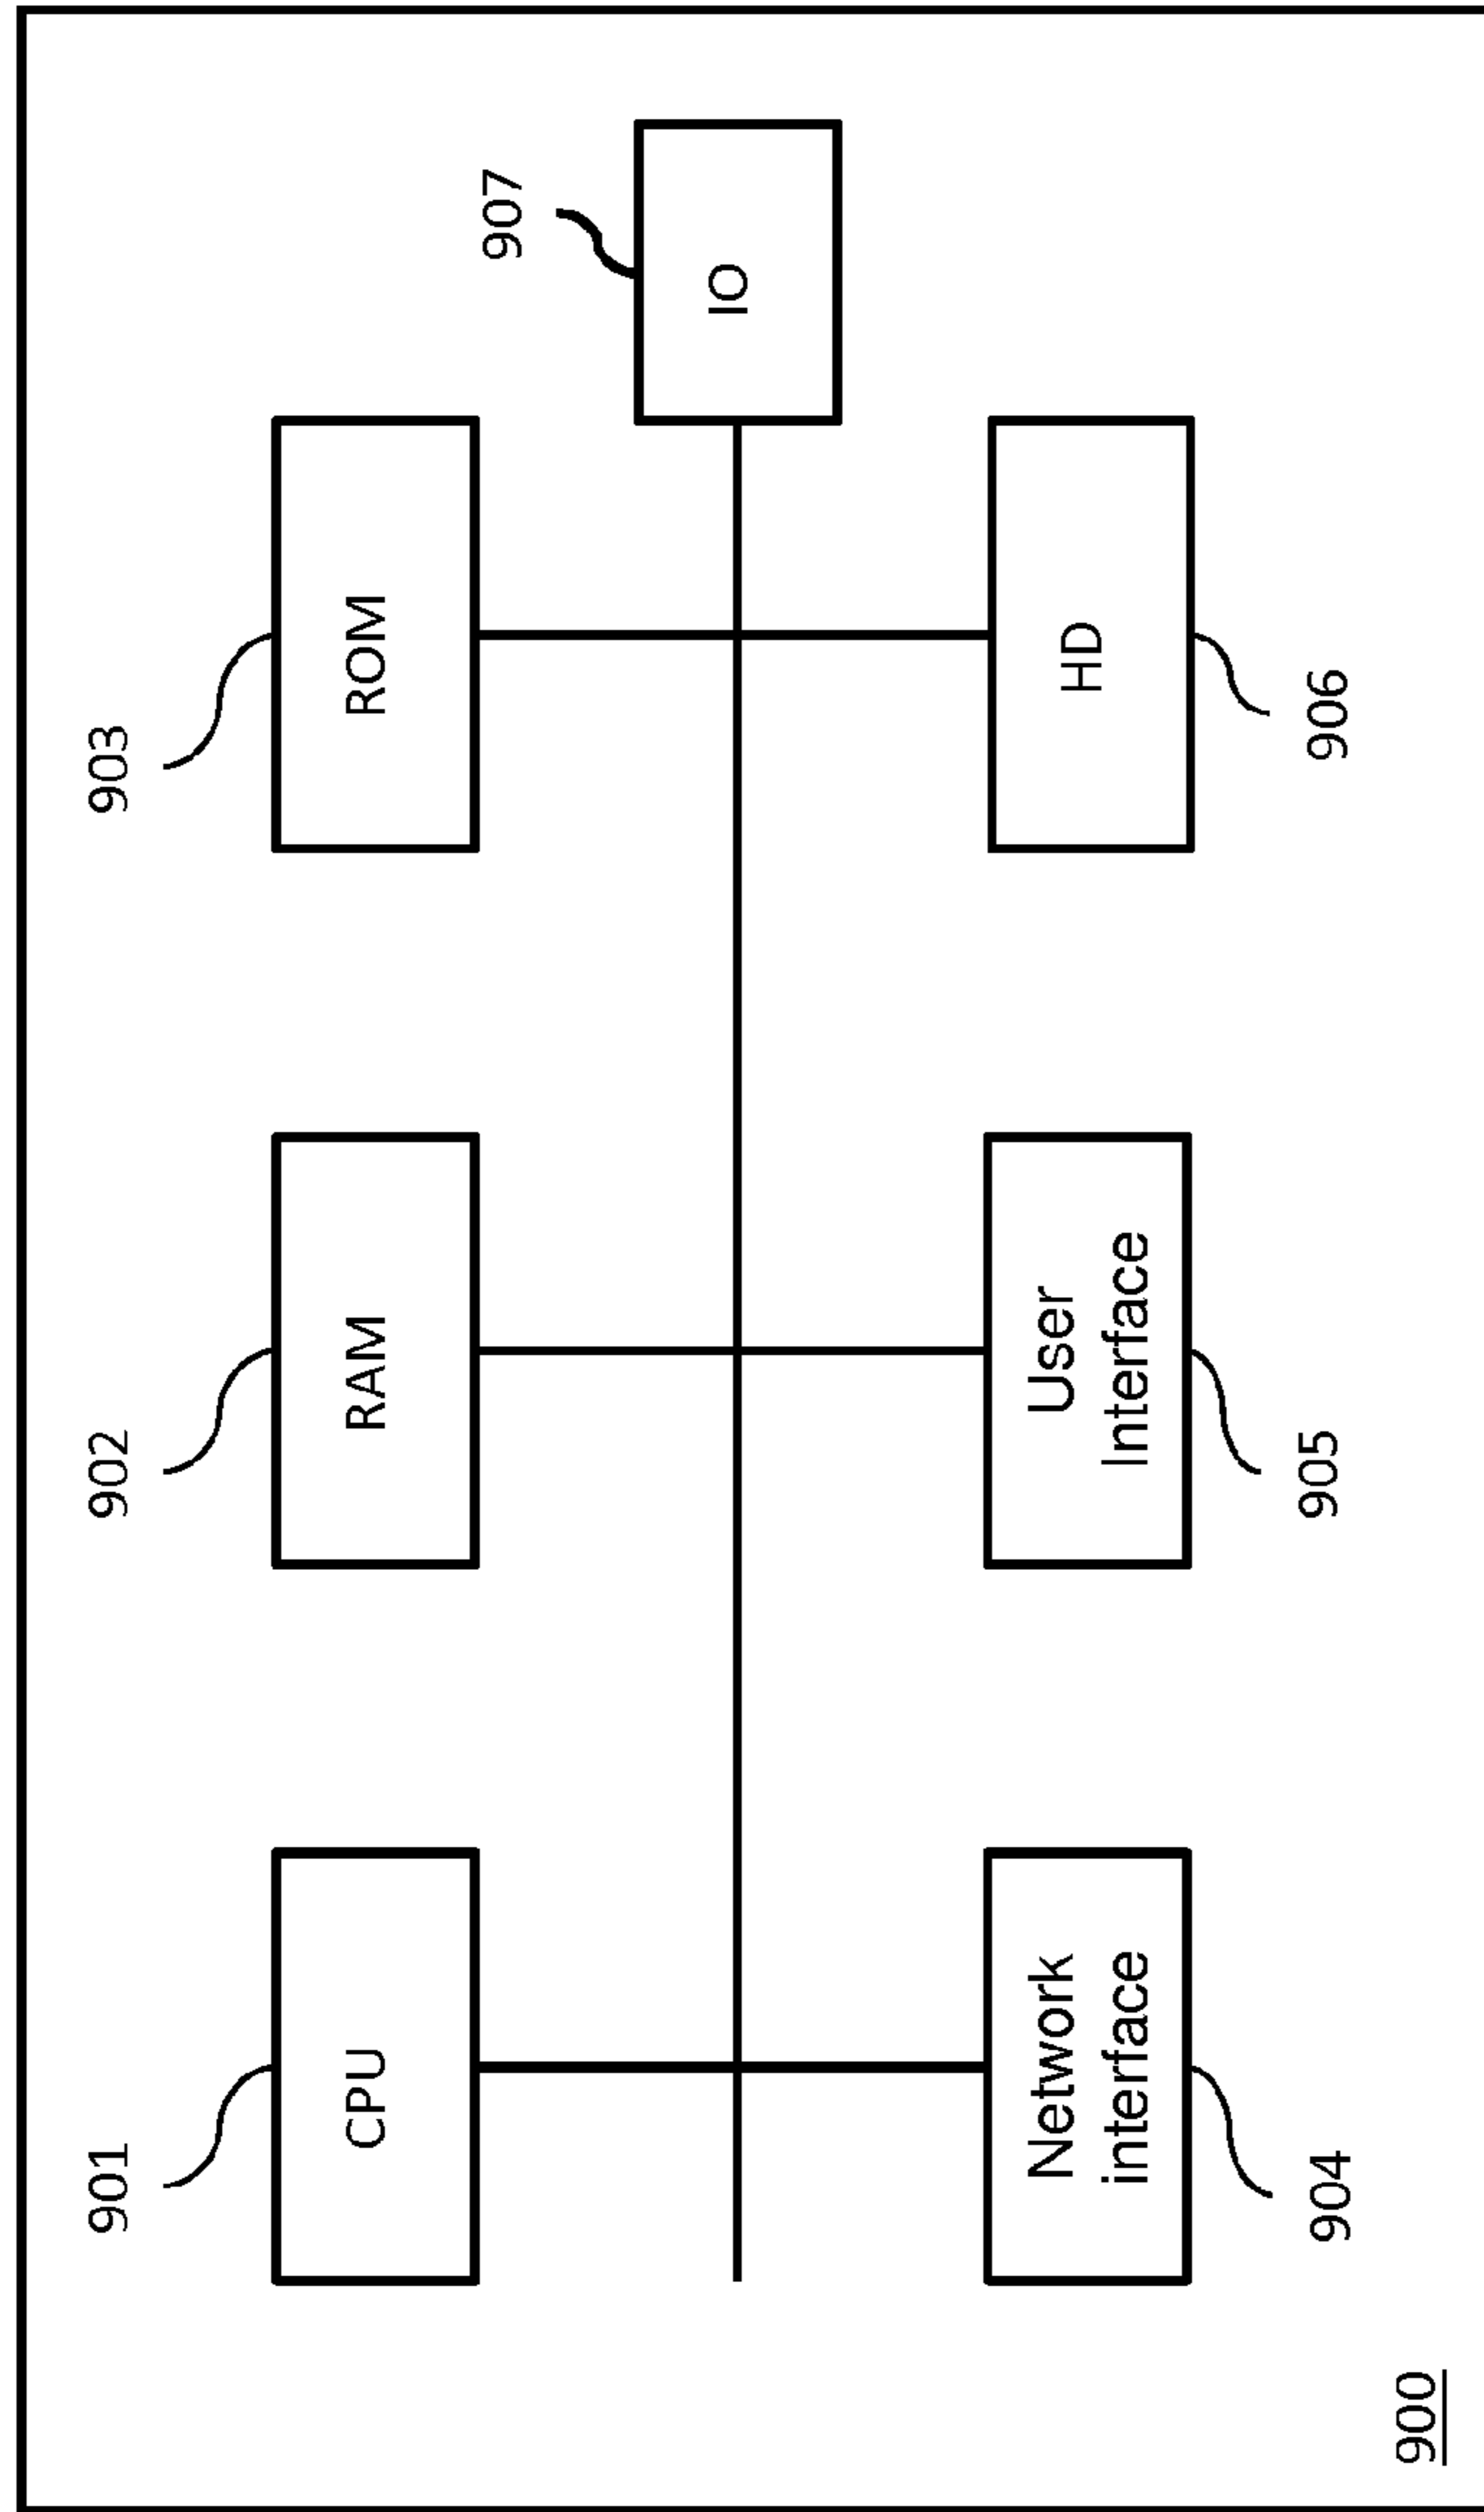 901
902
903
CPU
RAM
ROM
907
IO
Network
interface
User
Interface
HD
904
905
906
900